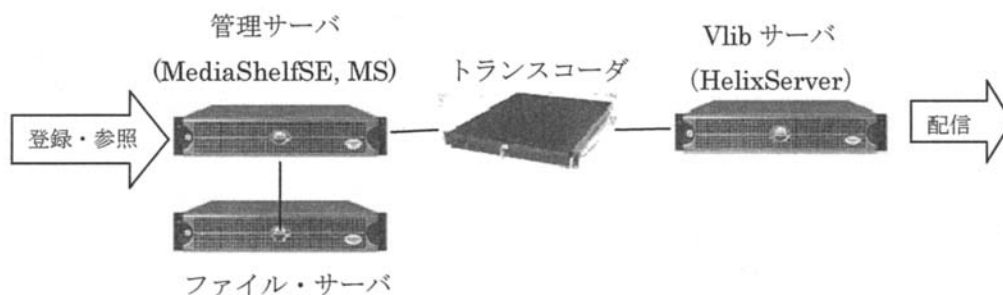 管理サーバ
(MediaShelfSE, MS)
トランスコーダ
Vlib サーバ
(HelixServer)
登録・参照
配信
ファイル・サーバ